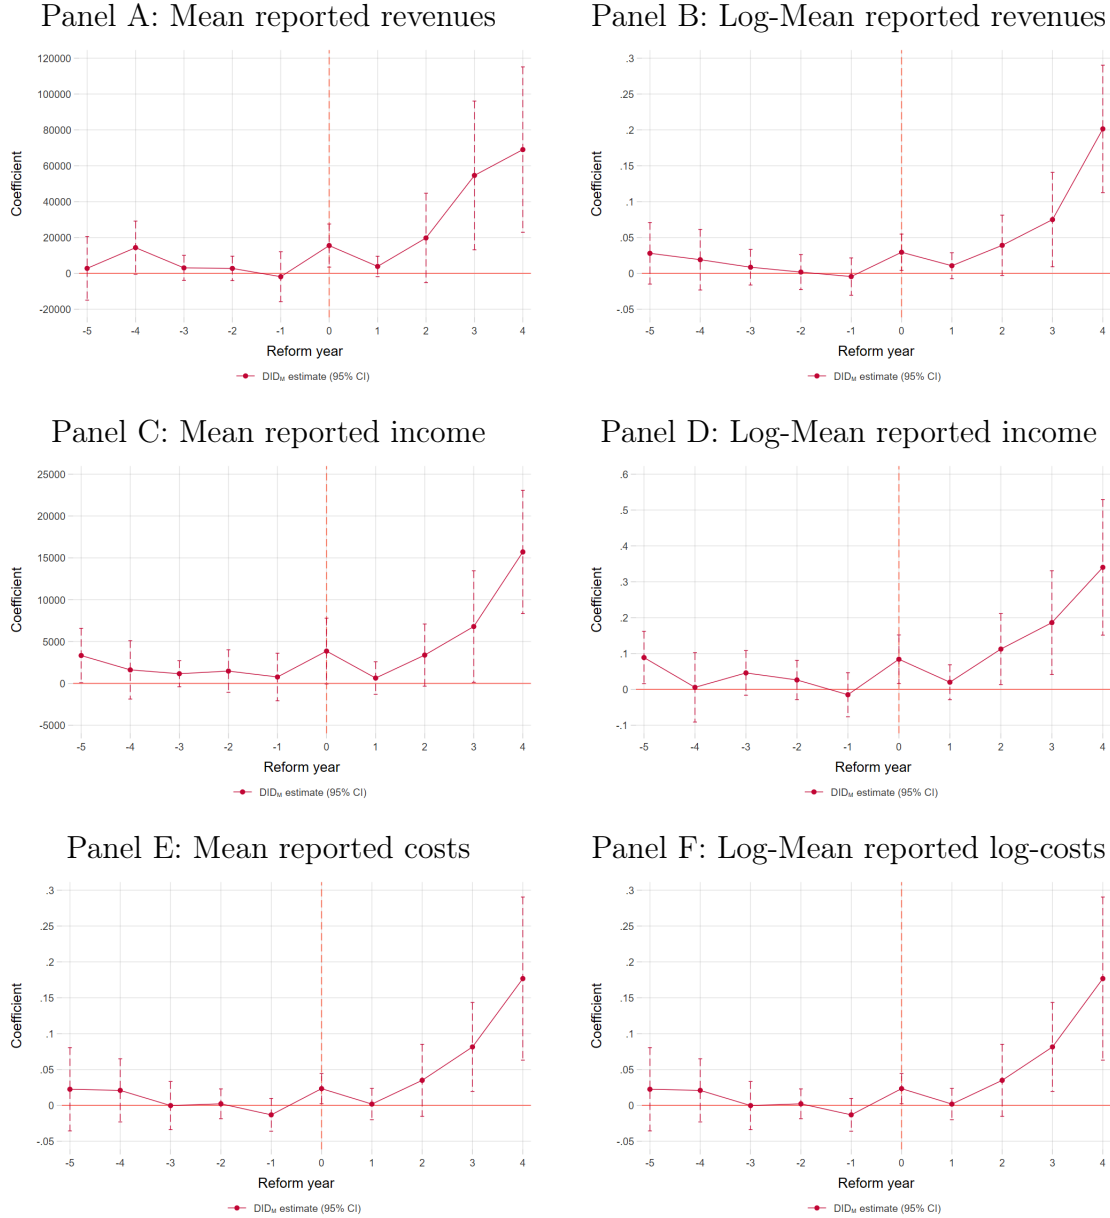 Panel A: Mean reported revenues
120000
100000
80000
60000
40000
20000
0
-20000
Coefficient
-5 -4 -3 -2 -1 0 1 2 3 4
Reform year
DIDM estimate (95% CI)
Panel B: Log-Mean reported revenues
.3
.25
.2
.15
.1
.05
0
-.05
Coefficient
-5 -4 -3 -2 -1 0 1 2 3 4
Reform year
DIDM estimate (95% CI)
Panel C: Mean reported income
25000
20000
15000
10000
5000
0
-5000
Coefficient
-5 -4 -3 -2 -1 0 1 2 3 4
Reform year
DIDM estimate (95% CI)
Panel D: Log-Mean reported income
.6
.5
.4
.3
.2
.1
0
-.1
Coefficient
-5 -4 -3 -2 -1 0 1 2 3 4
Reform year
DIDM estimate (95% CI)
Panel E: Mean reported costs
.3
.25
.2
.15
.1
.05
0
-.05
Coefficient
-5 -4 -3 -2 -1 0 1 2 3 4
Reform year
DIDM estimate (95% CI)
Panel F: Log-Mean reported log-costs
.3
.25
.2
.15
.1
.05
0
-.05
Coefficient
-5 -4 -3 -2 -1 0 1 2 3 4
Reform year
DIDM estimate (95% CI)